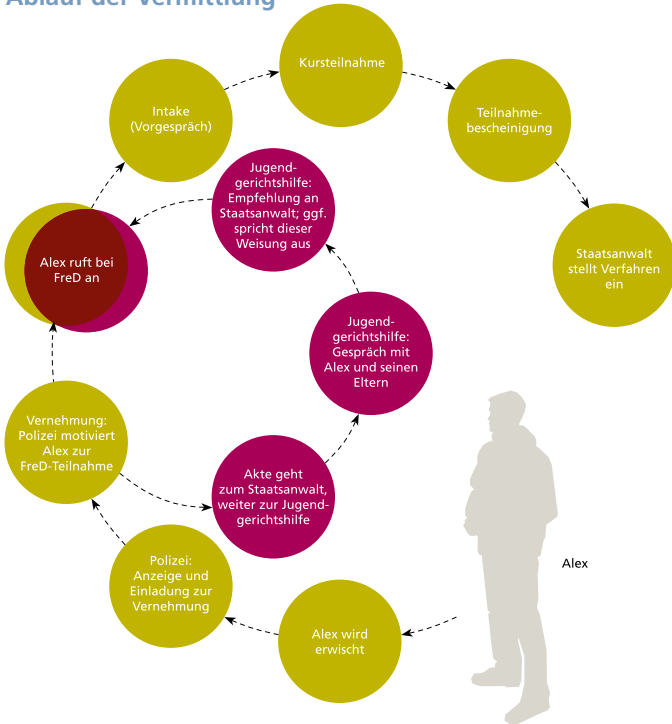 Ablauf der Vermittlung
Kursteilnahme
Intake
(Vorgespräch)
Teilnahme-
bescheinigung
Jugend-
gerichtshilfe:
Empfehlung an
Staatsanwalt; ggf.
spricht dieser
Weisung aus
Alex ruft bei
FreD an
Staatsanwalt
stellt Verfahren
ein
Jugend-
gerichtshilfe:
Gespräch mit
Alex und seinen
Eltern
Vernehmung:
Polizei motiviert
Alex zur
FreD-Teilnahme
Akte geht
zum Staatsanwalt,
weiter zur Jugend-
gerichtshilfe
Polizei:
Anzeige und
Einladung zur
Vernehmung
Alex
Alex wird
erwischt